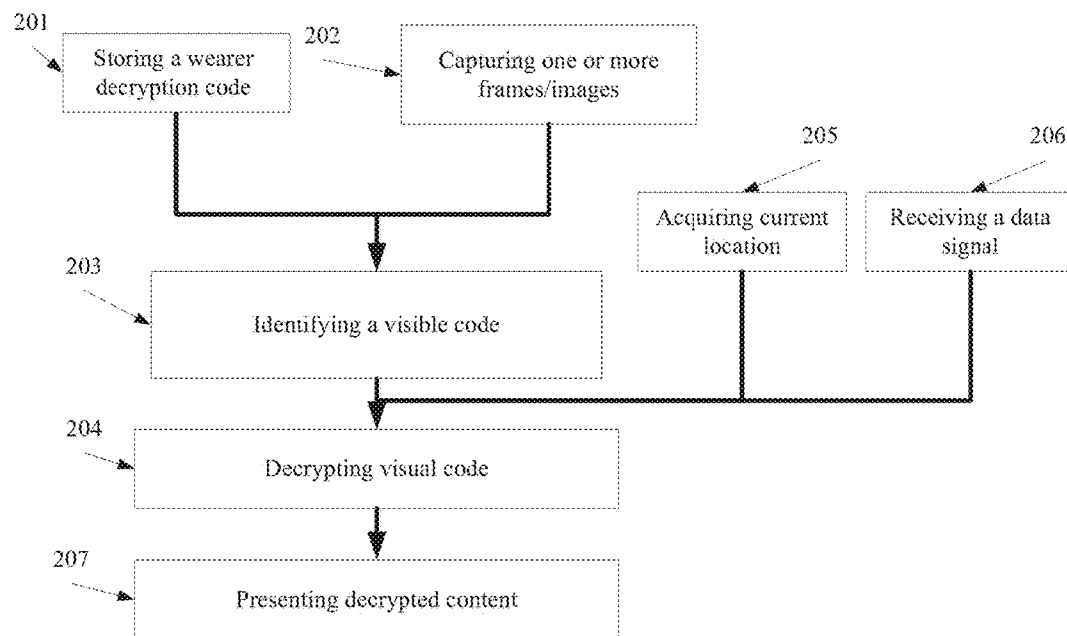 201
Storing a wearer
decryption code
202
Capturing one or more
frames/images
205
Acquiring current
location
206
Receiving a data
signal
203
Identifying a visible code
204
Decrypting visual code
207
Presenting decrypted content